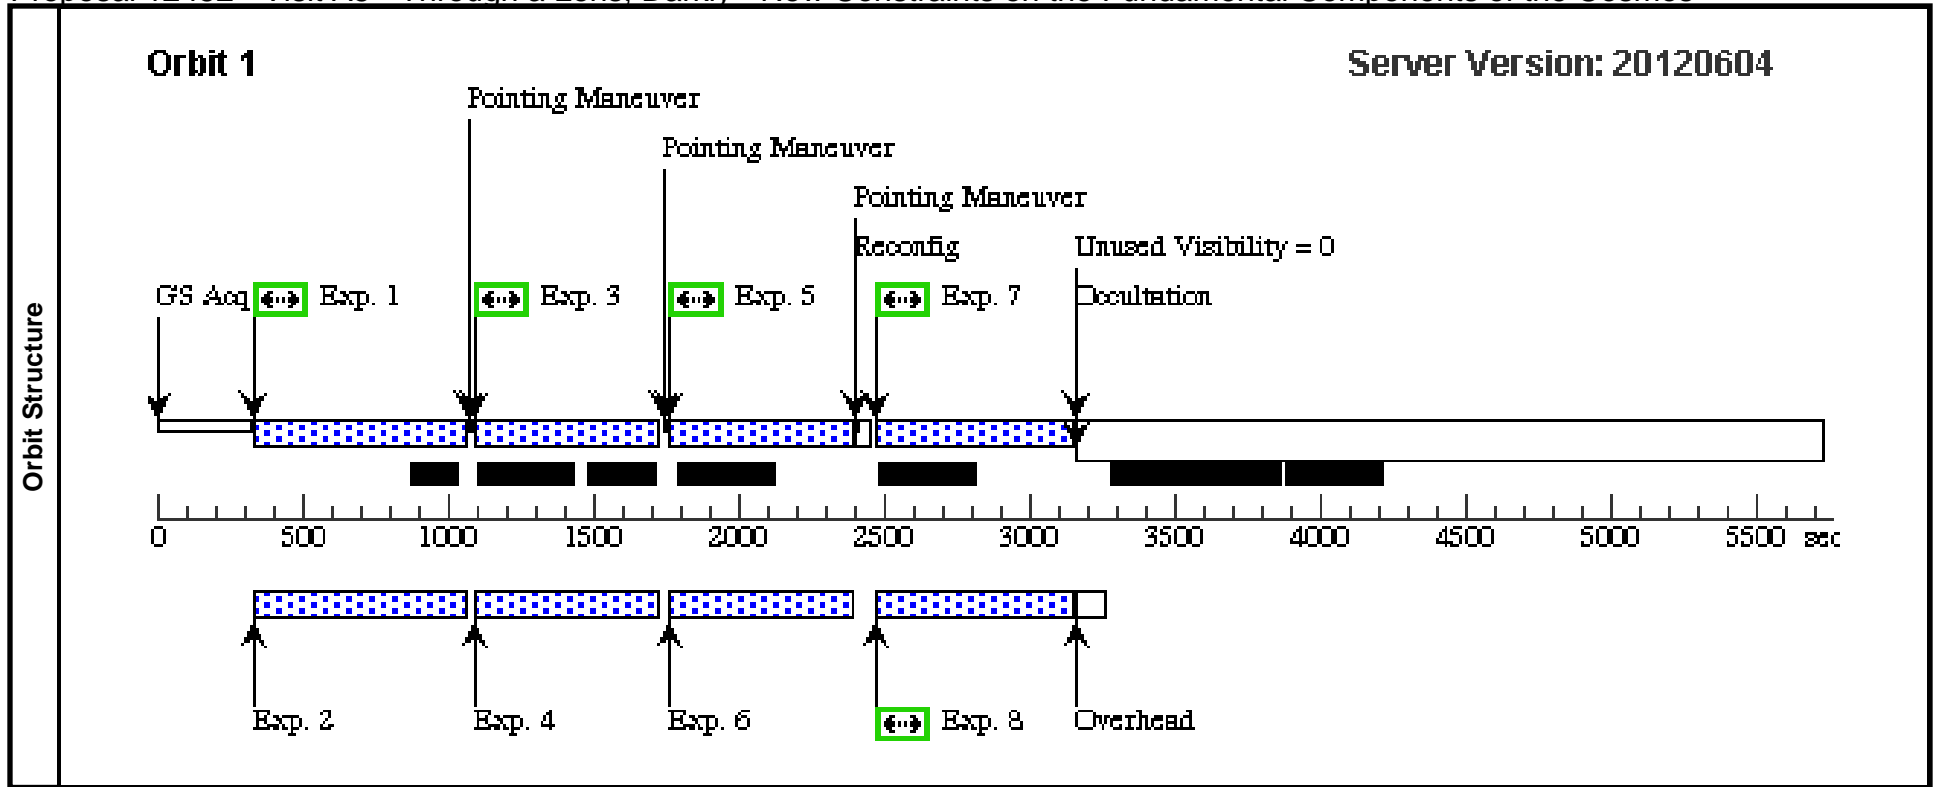 Orbit 1
Server Version: 20120604
Pointing Maneuver
Pointing Maneuver
Pointing Maneuver
Reconfig
Unused Visibility = 0
GS Acq
Exp. 1
Exp. 3
Exp. 5
Exp. 7
Occultation
Orbit Structure
0 500 1000 1500 2000 2500 3000 3500 4000 4500 5000 5500 sec
Exp. 2
Exp. 4
Exp. 6
Exp. 8
Overhead